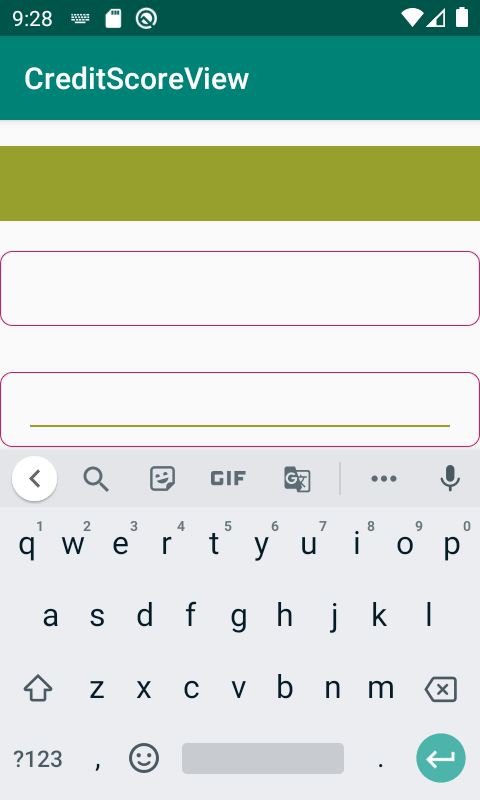 9:28
CreditScoreView
GIF
G
1 2 3 4 5 6 7 8 9 0
q w e r t y u i o p
a s d f g h j k l
z x c v b n m
?123 , .